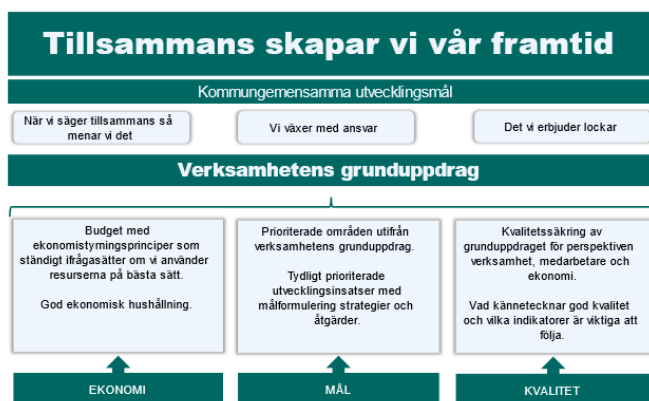 Tillsammans skapar vi vår framtid
Kommungemensamma utvecklingsmål
När vi säger tillsammans så
menar vi det
Vi växer med ansvar
Det vi erbjuder lockar
Verksamhetens grunduppdrag
Budget med
ekonomistyrningsprinciper som
ständigt ifrågasätter om vi använder
resurserna på bästa sätt.
God ekonomisk hushållning.
Prioriterade områden utifrån
verksamhetens grunduppdrag.
Tydligt prioriterade
utvecklingsinsatser med
målformulering strategier och
åtgärder.
Kvalitetssäkring av
grunduppdraget för perspektiven
verksamhet, medarbetare och
ekonomi.
Vad kännetecknar god kvalitet
och vilka indikatorer är viktiga att
följa.
EKONOMI
MÅL
KVALITET